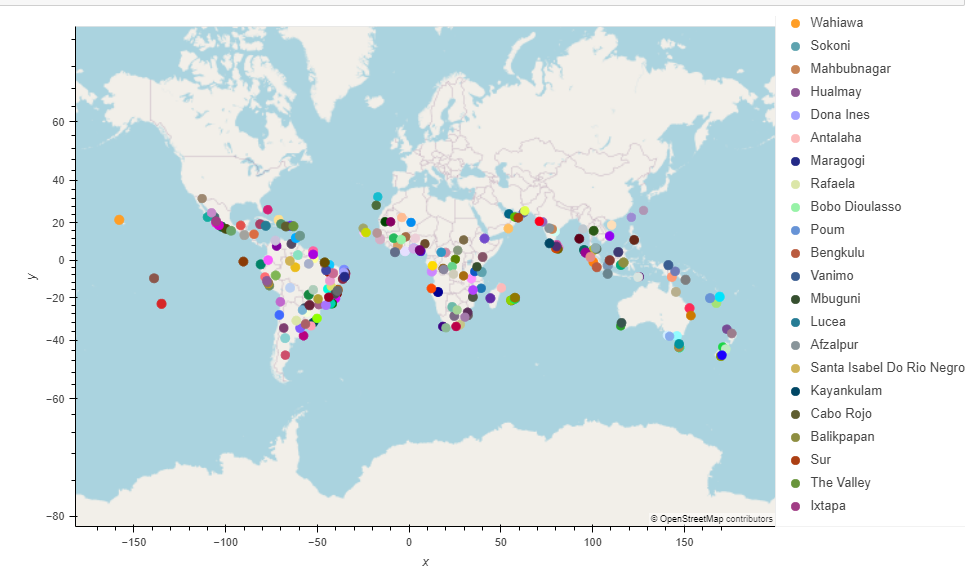 Wahiawa
Sokoni
Mahbubnagar
Hualmay
Dona Ines
Antalaha
Maragogi
Rafaela
Bobo Dioulasso
Poum
Bengkulu
Vanimo
Mbuguni
Lucea
Afzalpur
Santa Isabel Do Rio Negro
Kayankulam
Cabo Rojo
Balikpapan
Sur
The Valley
Ixtapa
60
40
20
0
−20
−40
−60
−80
y
© OpenStreetMap contributors
−150
−100
−50
0
50
100
150
x